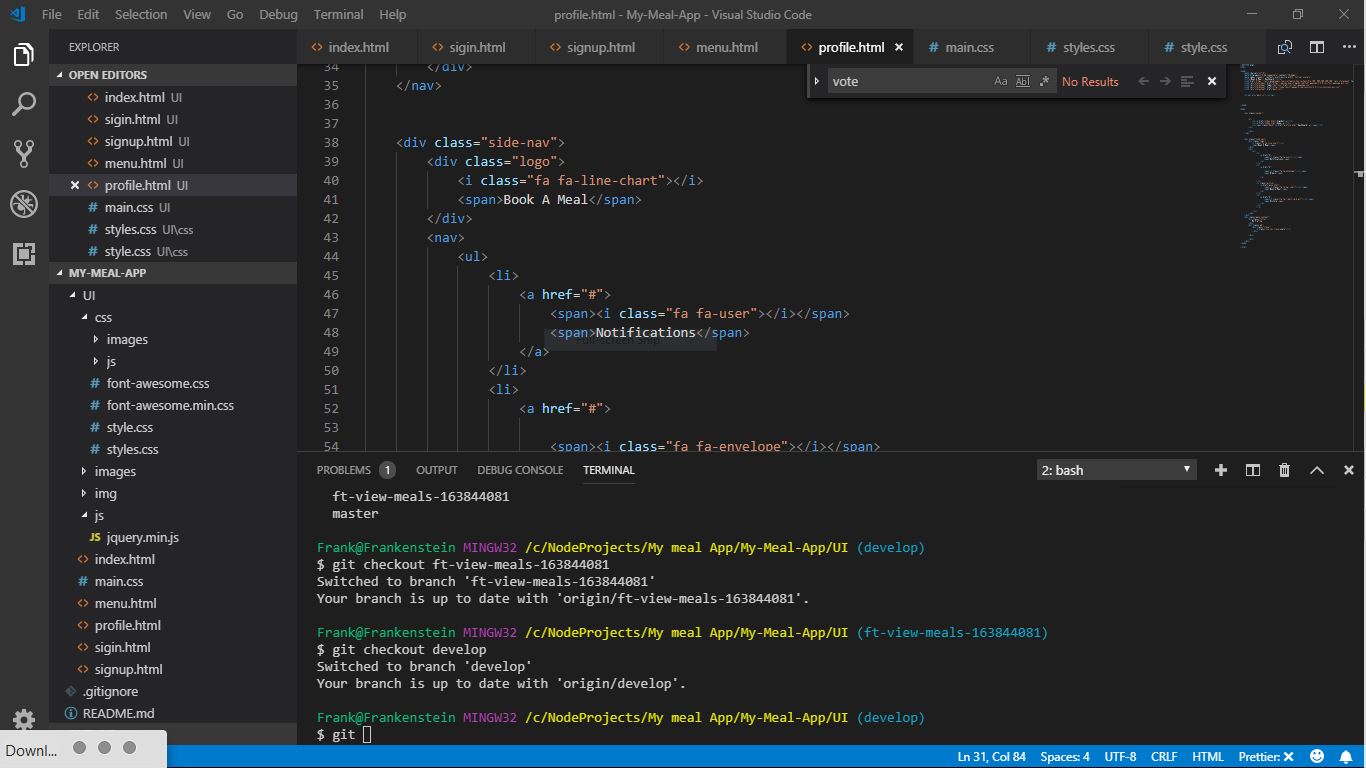 File Edit Selection View Go Debug Terminal Help profile.html - My-Meal-App - Visual Studio Code
EXPLORER
index.html sigin.html signup.html menu.html profile.html main.css styles.css style.css
OPEN EDITORS
index.html UI
sigin.html UI
signup.html UI
menu.html UI
profile.html UI
main.css UI
styles.css UI\css
style.css UI\css
MY-MEAL-APP
UI
css
images
js
font-awesome.css
font-awesome.min.css
style.css
styles.css
images
img
js
JS jquery.min.js
index.html
main.css
menu.html
profile.html
sigin.html
signup.html
.gitignore
README.md
vote Aa Abl .* No Results
34 </div>
35 </nav>
36
37
38 <div class="side-nav">
39 <div class="logo">
40 <i class="fa fa-line-chart"></i>
41 <span>Book A Meal</span>
42 </div>
43 <nav>
44 <ul>
45 <li>
46 <a href="#">
47 <span><i class="fa fa-user"></i></span>
48 <span>Notifications</span>
Full-screen Snip
49 </a>
50 </li>
51 <li>
52 <a href="#">
53
54 <span><i class="fa fa-envelope"></i></span>
PROBLEMS 1 OUTPUT DEBUG CONSOLE TERMINAL 2: bash
ft-view-meals-163844081
master
Frank@Frankenstein MINGW32 /c/NodeProjects/My meal App/My-Meal-App/UI (develop)
$ git checkout ft-view-meals-163844081
Switched to branch 'ft-view-meals-163844081'
Your branch is up to date with 'origin/ft-view-meals-163844081'.
Frank@Frankenstein MINGW32 /c/NodeProjects/My meal App/My-Meal-App/UI (ft-view-meals-163844081)
$ git checkout develop
Switched to branch 'develop'
Your branch is up to date with 'origin/develop'.
Frank@Frankenstein MINGW32 /c/NodeProjects/My meal App/My-Meal-App/UI (develop)
$ git
Downl...
Ln 31, Col 84 Spaces: 4 UTF-8 CRLF HTML Prettier: ✕